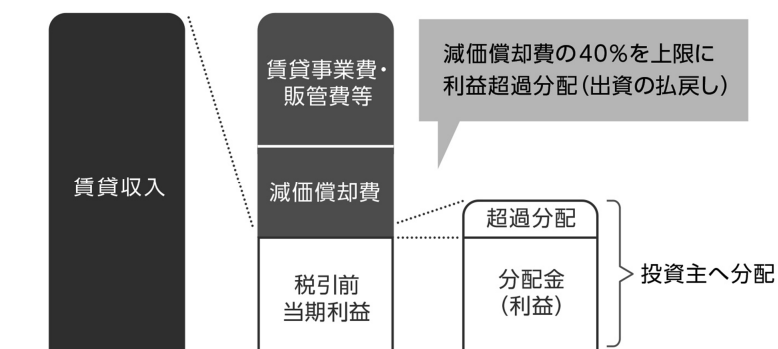 賃貸収入
賃貸事業費・
販管費等
減価償却費
税引前
当期利益
減価償却費の40%を上限に
利益超過分配(出資の払戻し)
超過分配
分配金
(利益)
投資主へ分配